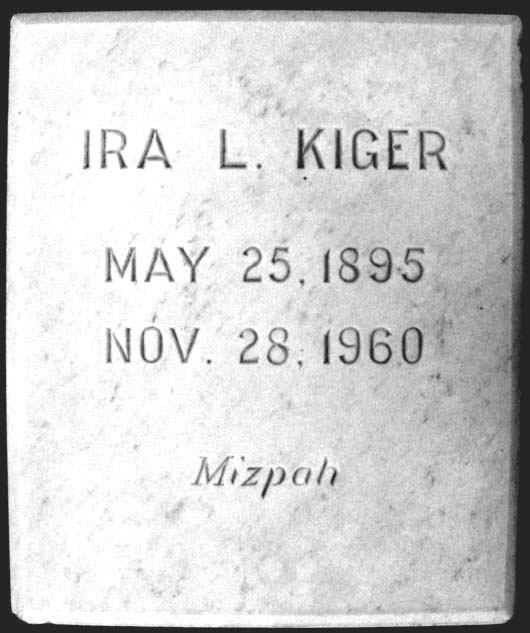 IRA L. KIGER
MAY 25, 1895
NOV. 28, 1960
Mizpah